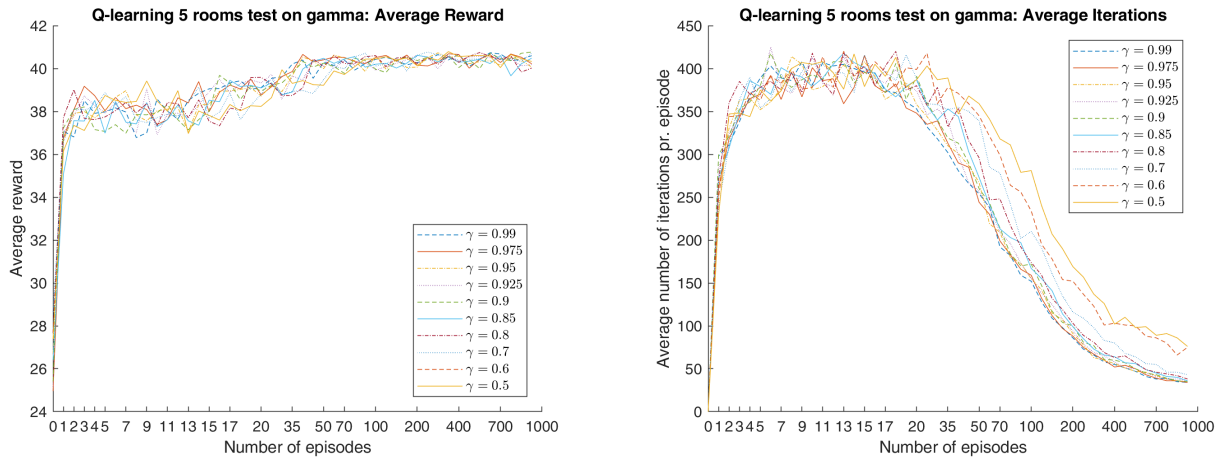 Q-learning 5 rooms test on gamma: Average Reward
42
40
38
36
34
32
30
28
26
24
Average reward
γ = 0.99
γ = 0.975
γ = 0.95
γ = 0.925
γ = 0.9
γ = 0.85
γ = 0.8
γ = 0.7
γ = 0.6
γ = 0.5
0 1 2 3 4 5 7 9 11 13 15 17 20 35 50 70 100 200 400 700 1000
Number of episodes
Q-learning 5 rooms test on gamma: Average Iterations
450
400
350
300
250
200
150
100
50
0
Average number of iterations pr. episode
γ = 0.99
γ = 0.975
γ = 0.95
γ = 0.925
γ = 0.9
γ = 0.85
γ = 0.8
γ = 0.7
γ = 0.6
γ = 0.5
0 1 2 3 4 5 7 9 11 13 15 17 20 35 50 70 100 200 400 700 1000
Number of episodes